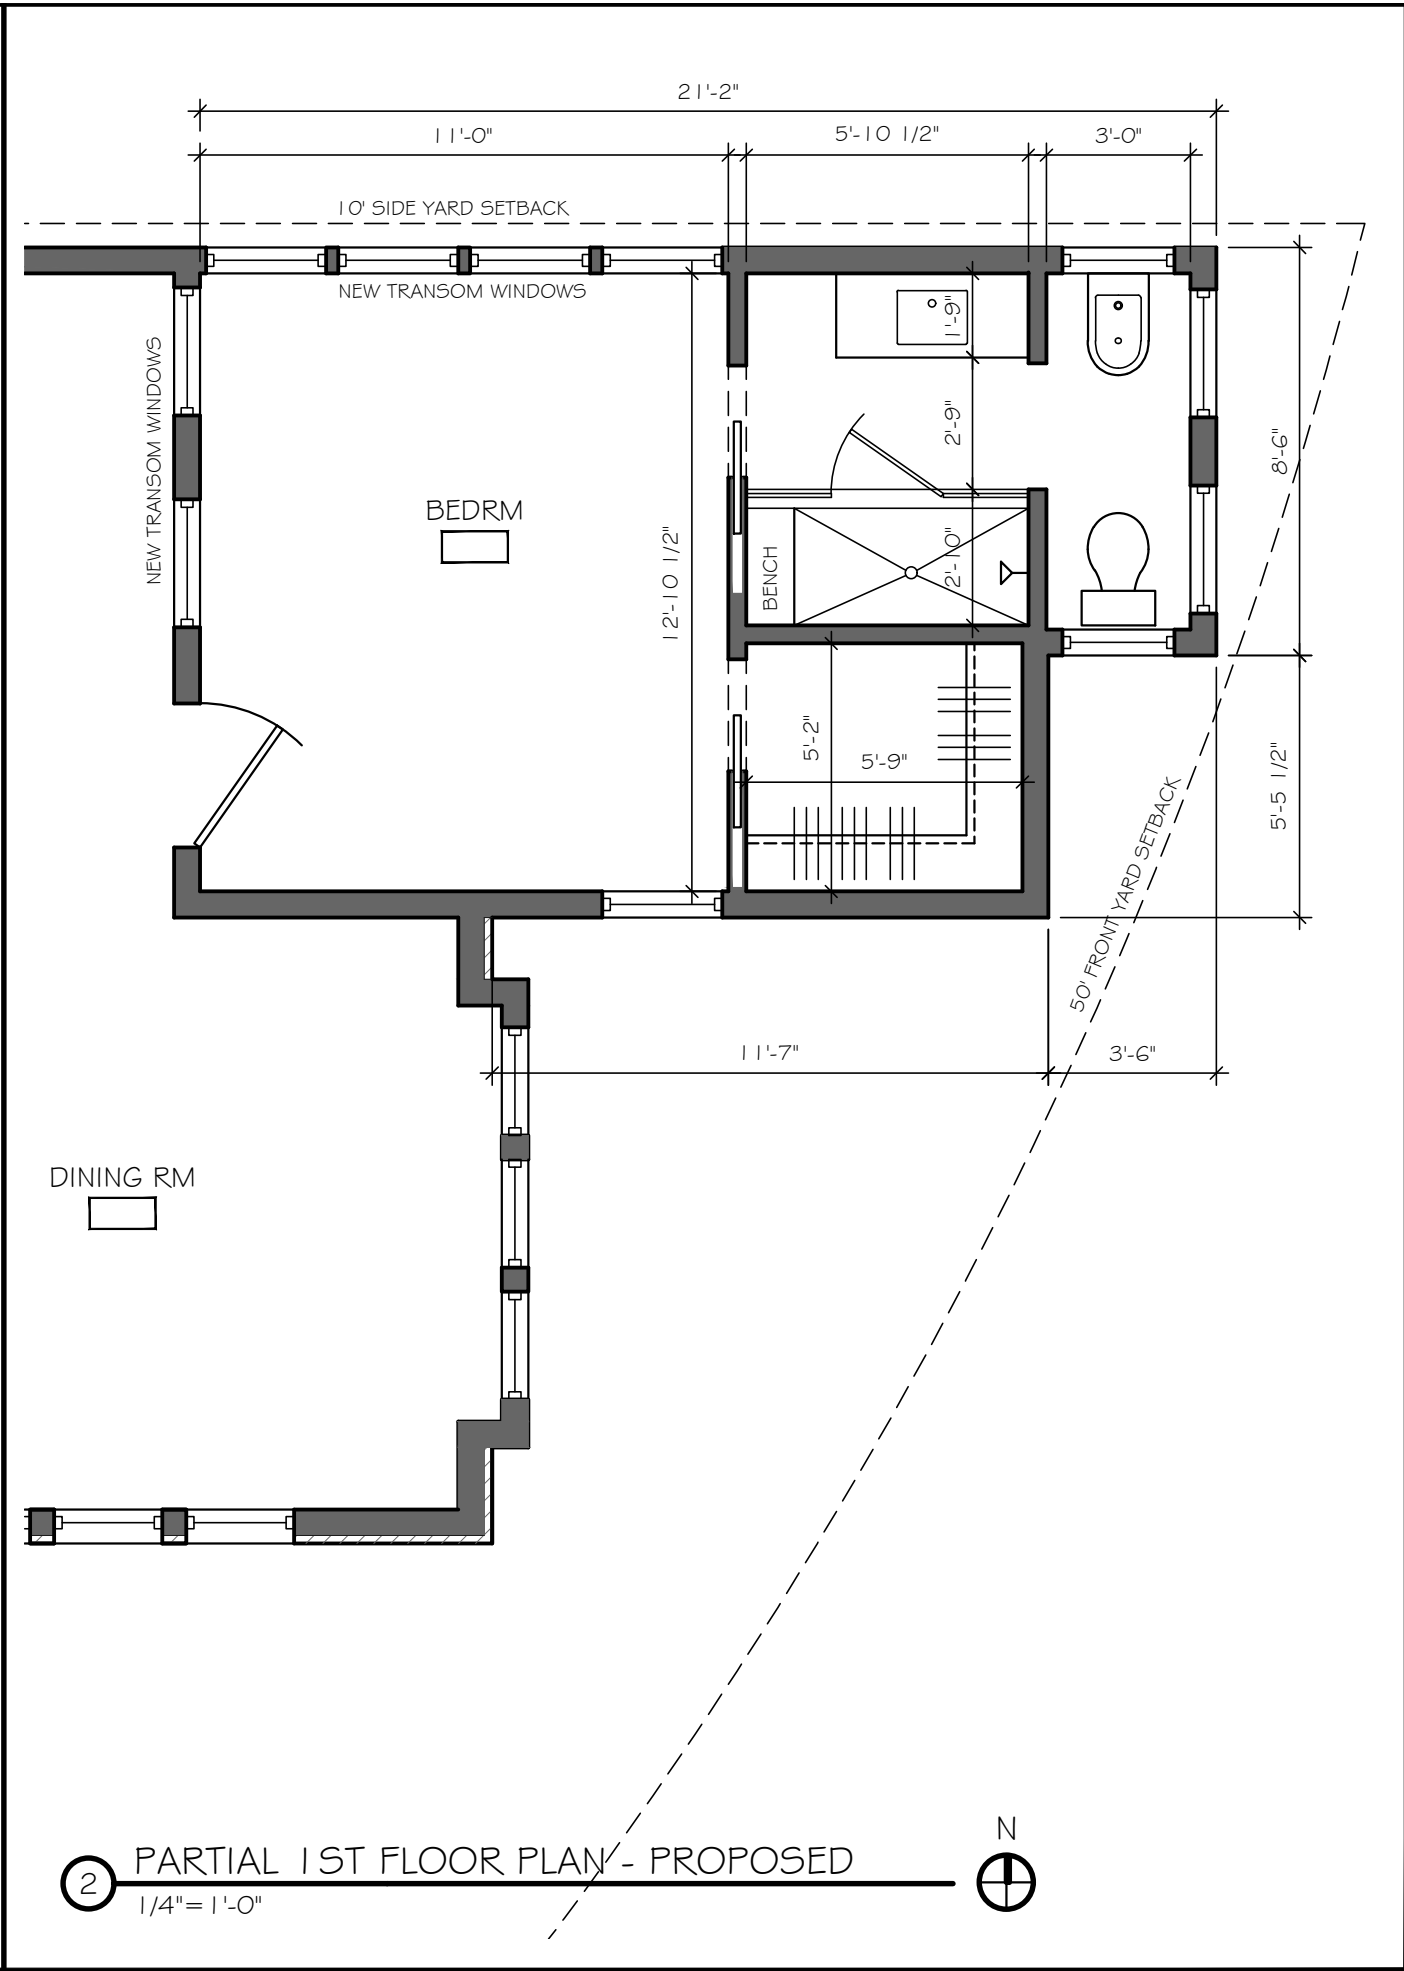 21'-2"
11'-0"
5'-10 1/2"
3'-0"
10' SIDE YARD SETBACK
NEW TRANSOM WINDOWS
1'-9"
NEW TRANSOM WINDOWS
2'-9"
8'-6"
BEDRM
12'-10 1/2"
BENCH
2'-10"
5'-2"
5'-9"
5'-5 1/2"
50' FRONT YARD SETBACK
11'-7"
3'-6"
DINING RM
N
2
PARTIAL 1ST FLOOR PLAN - PROPOSED
1/4"= 1'-0"